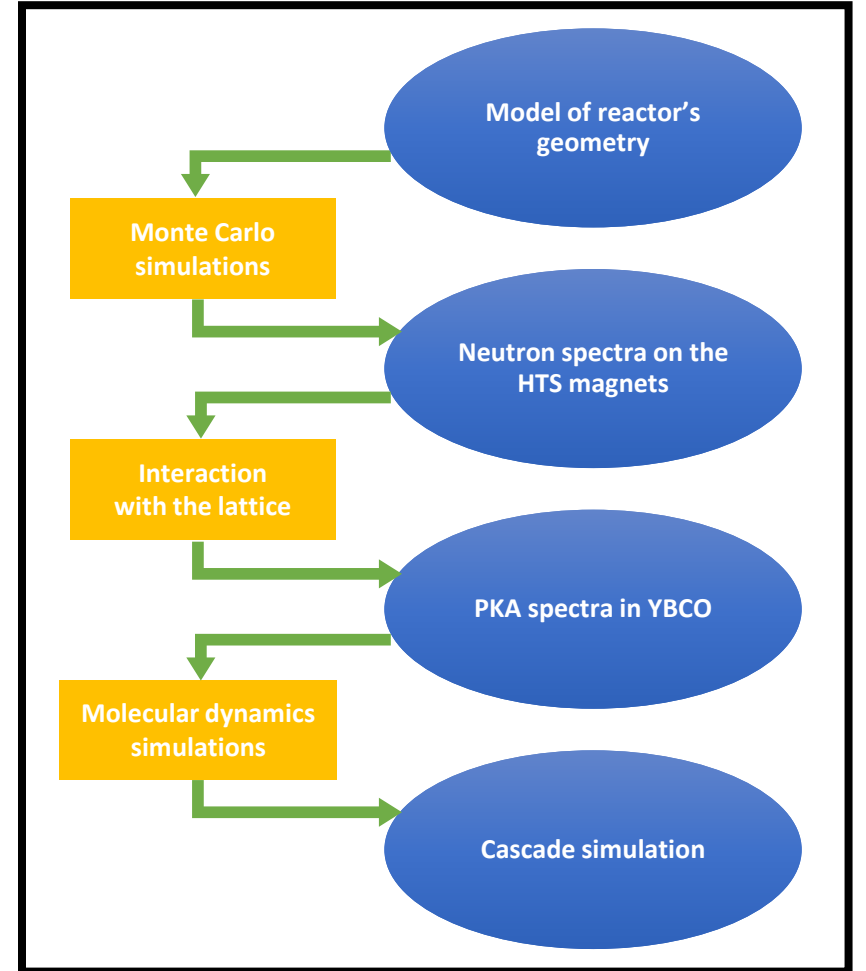 Model of reactor's
geometry
Monte Carlo
simulations
Neutron spectra on the
HTS magnets
Interaction
with the lattice
PKA spectra in YBCO
Molecular dynamics
simulations
Cascade simulation